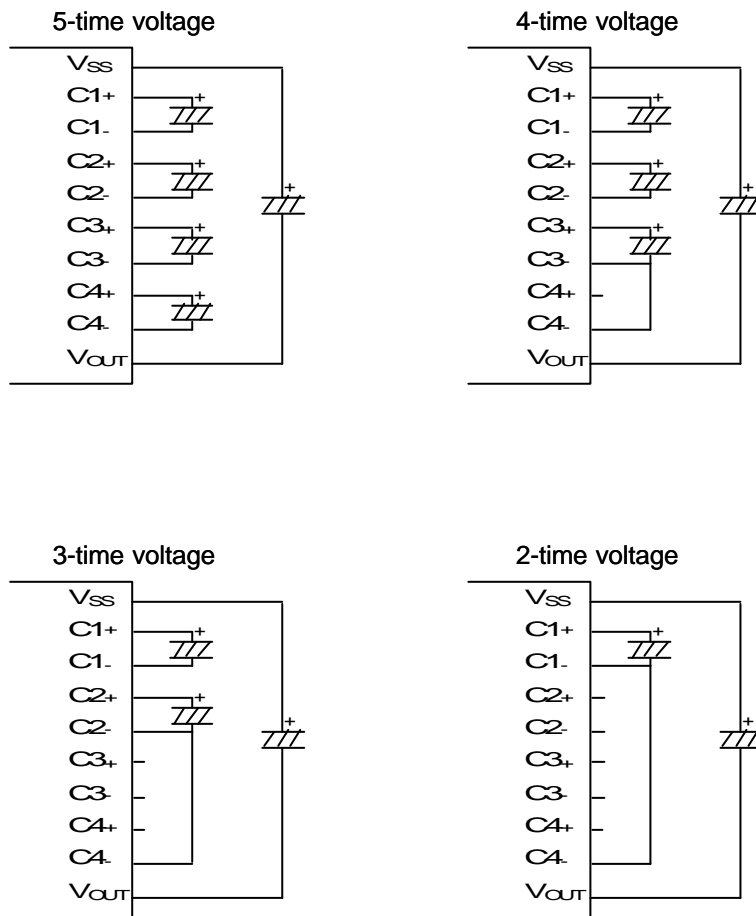 5-time voltage
VSS
C1+
C1-
C2+
C2-
C3+
C3-
C4+
C4-
VOUT
+
+
+
+
+
4-time voltage
VSS
C1+
C1-
C2+
C2-
C3+
C3-
C4+
C4-
VOUT
+
+
+
+
3-time voltage
VSS
C1+
C1-
C2+
C2-
C3+
C3-
C4+
C4-
VOUT
+
+
+
2-time voltage
VSS
C1+
C1-
C2+
C2-
C3+
C3-
C4+
C4-
VOUT
+
+